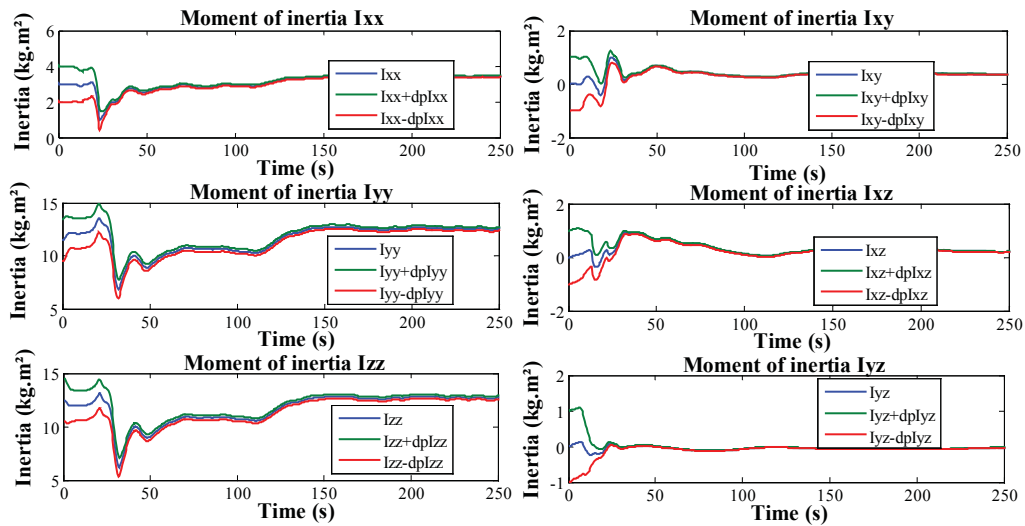 Moment of inertia Ixx
Inertia (kg.m²)
6
4
2
0
0 50 100 150 200 250
Time (s)
Ixx
Ixx+dpIxx
Ixx-dpIxx
Moment of inertia Ixy
Inertia (kg.m²)
2
0
-2
0 50 100 150 200 250
Time (s)
Ixy
Ixy+dpIxy
Ixy-dpIxy
Moment of inertia Iyy
Inertia (kg.m²)
15
10
5
0 50 100 150 200 250
Time (s)
Iyy
Iyy+dpIyy
Iyy-dpIyy
Moment of inertia Ixz
Inertia (kg.m²)
2
0
-2
0 50 100 150 200 250
Time (s)
Ixz
Ixz+dpIxz
Ixz-dpIxz
Moment of inertia Izz
Inertia (kg.m²)
15
10
5
0 50 100 150 200 250
Time (s)
Izz
Izz+dpIzz
Izz-dpIzz
Moment of inertia Iyz
Inertia (kg.m²)
2
1
0
-1
0 50 100 150 200 250
Time (s)
Iyz
Iyz+dpIyz
Iyz-dpIyz